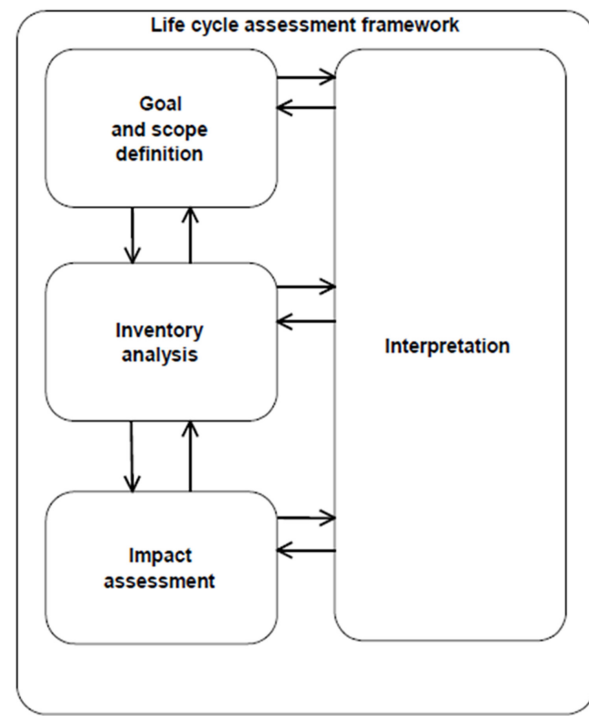 Life cycle assessment framework
Goal
and scope
definition
Inventory
analysis
Interpretation
Impact
assessment